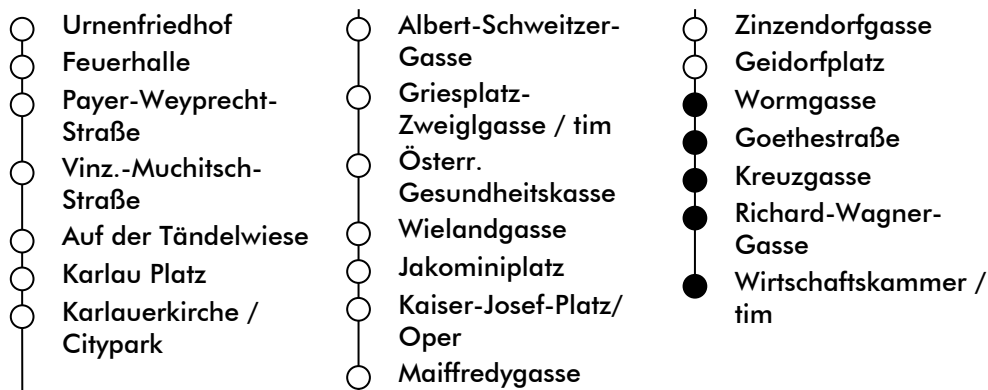 Urnenfriedhof
Feuerhalle
Payer-Weyprecht-
Straße
Vinz.-Muchitsch-
Straße
Auf der Tändelwiese
Karlau Platz
Karlauerkirche /
Citypark
Albert-Schweitzer-
Gasse
Griesplatz-
Zweiglgasse / tim
Österr.
Gesundheitskasse
Wielandgasse
Jakominiplatz
Kaiser-Josef-Platz/
Oper
Maiffredygasse
Zinzendorfgasse
Geidorfplatz
Wormgasse
Goethestraße
Kreuzgasse
Richard-Wagner-
Gasse
Wirtschaftskammer /
tim